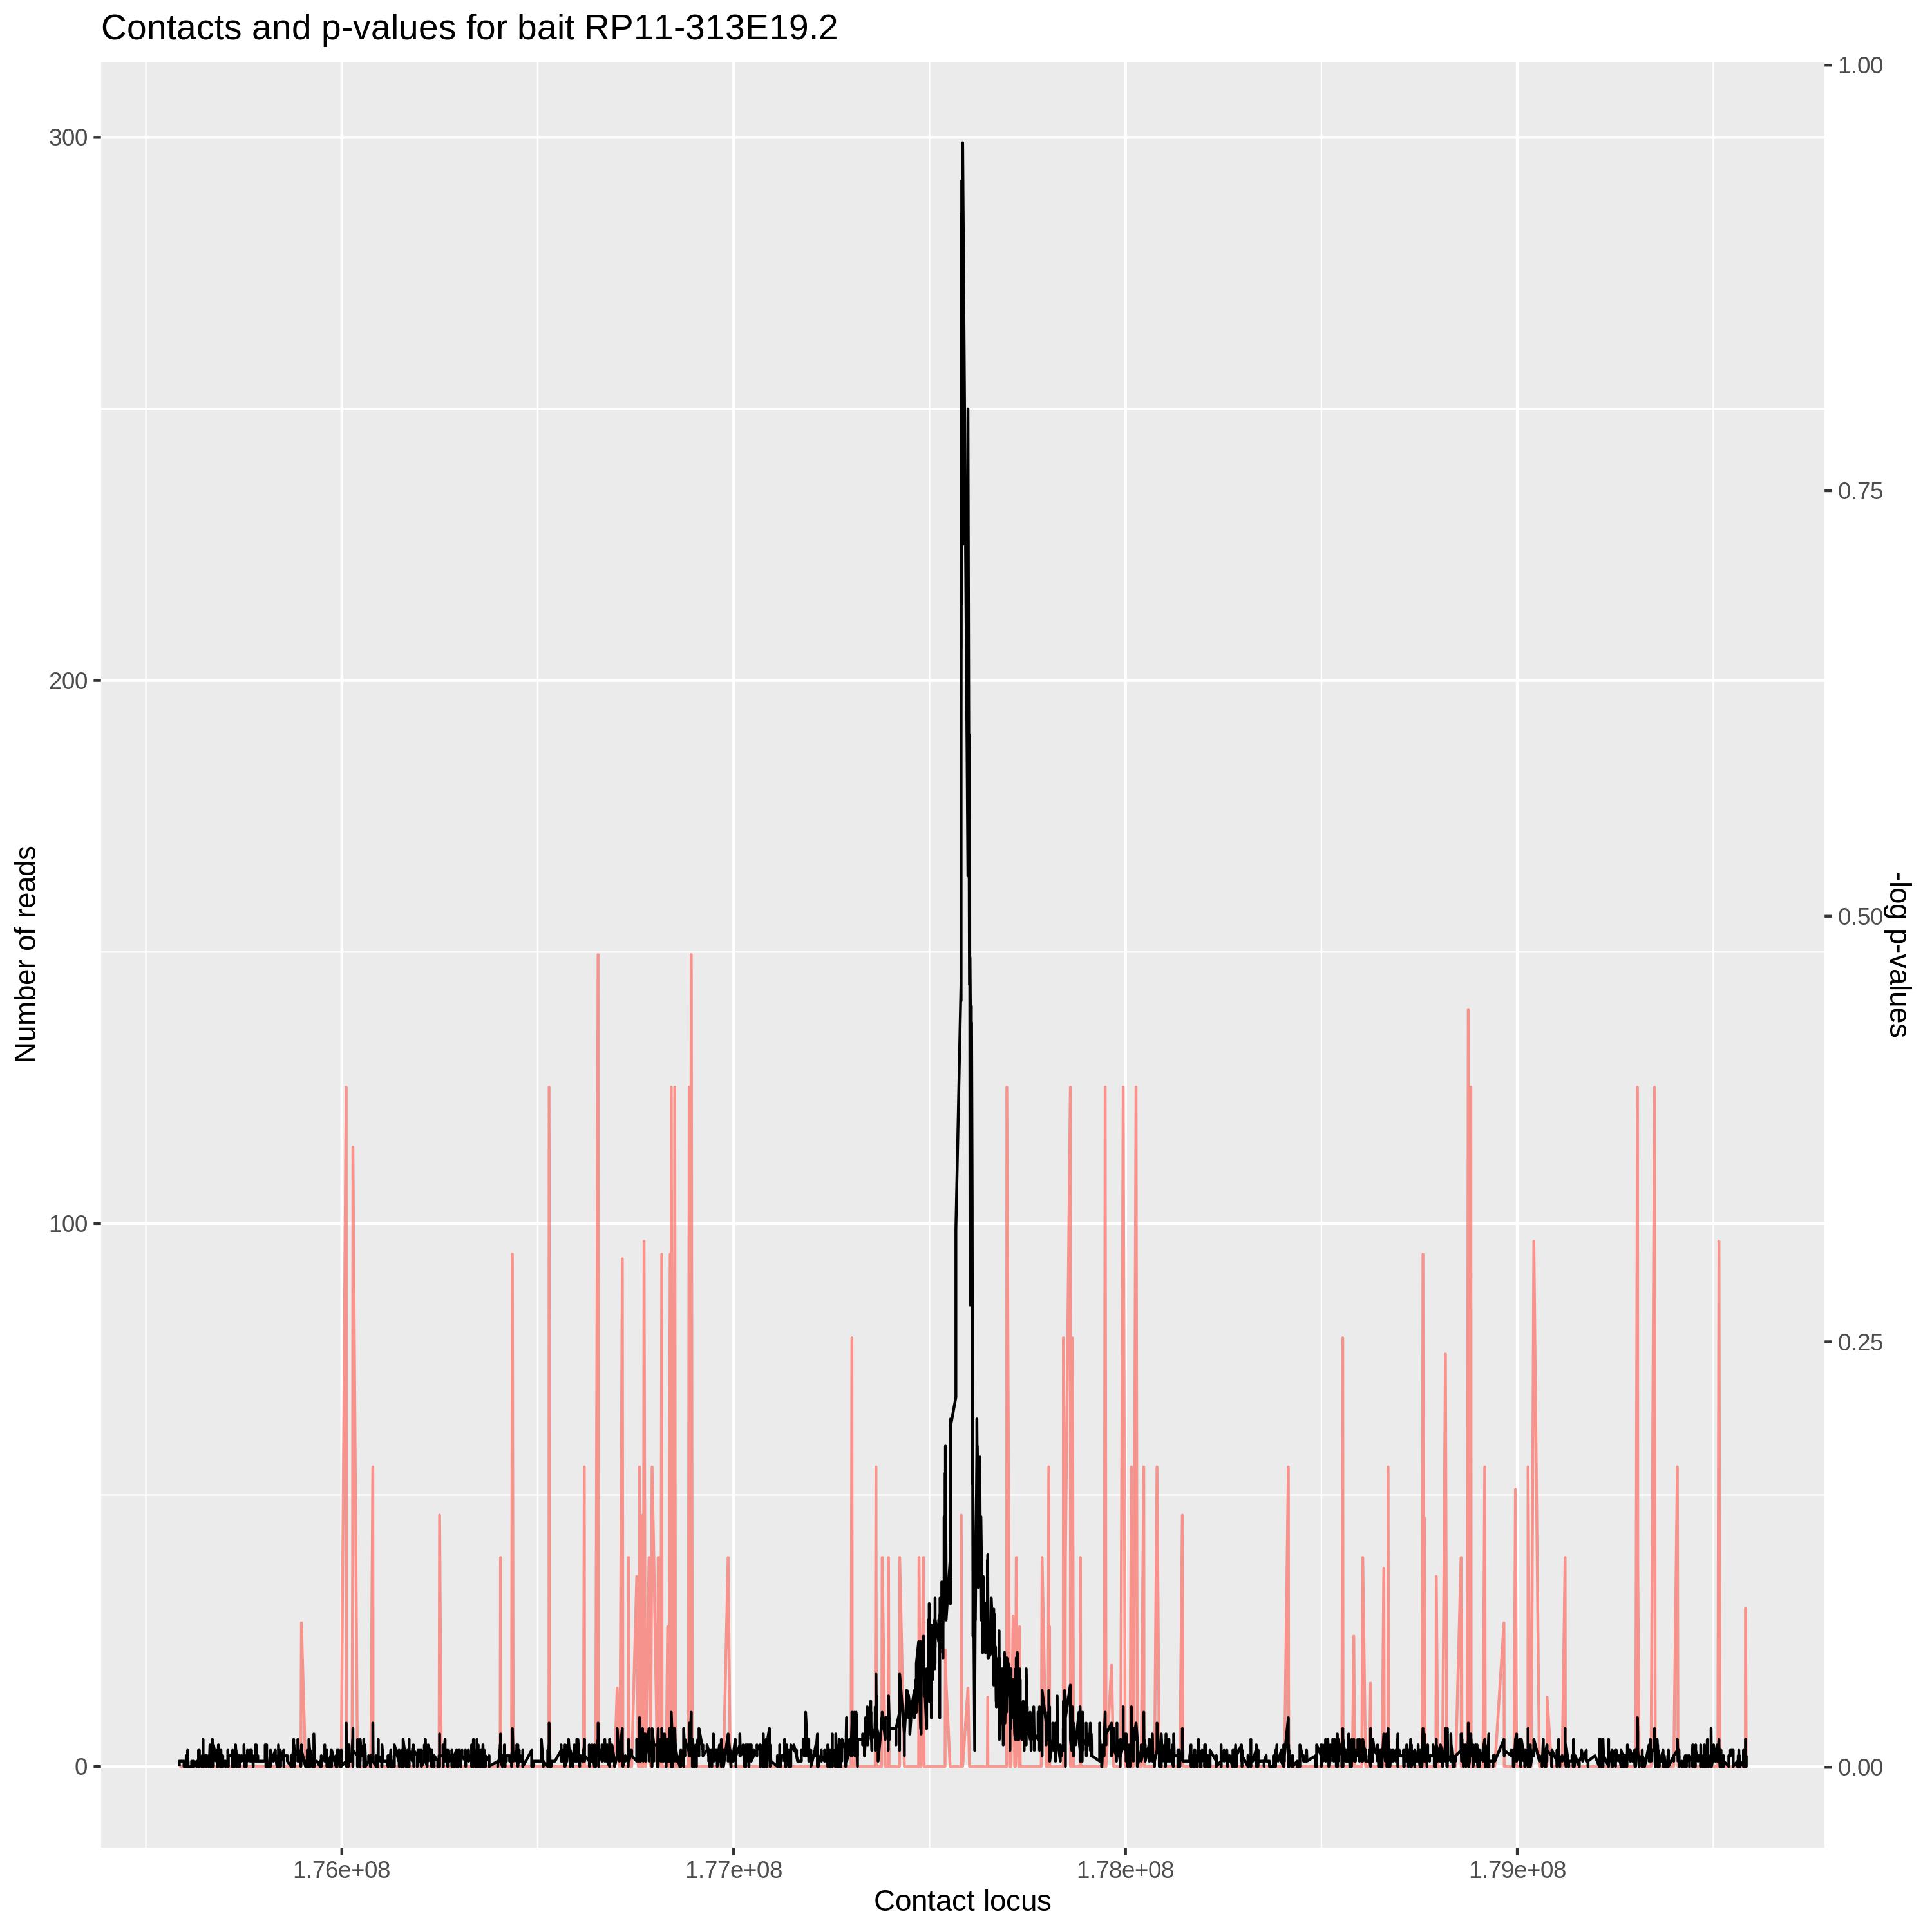 Contacts and p-values for bait RP11-313E19.2
Number of reads
300
200
100
0
1.00
0.75
0.50
0.25
0.00
-log p-values
1.76e+08
1.77e+08
1.78e+08
1.79e+08
Contact locus